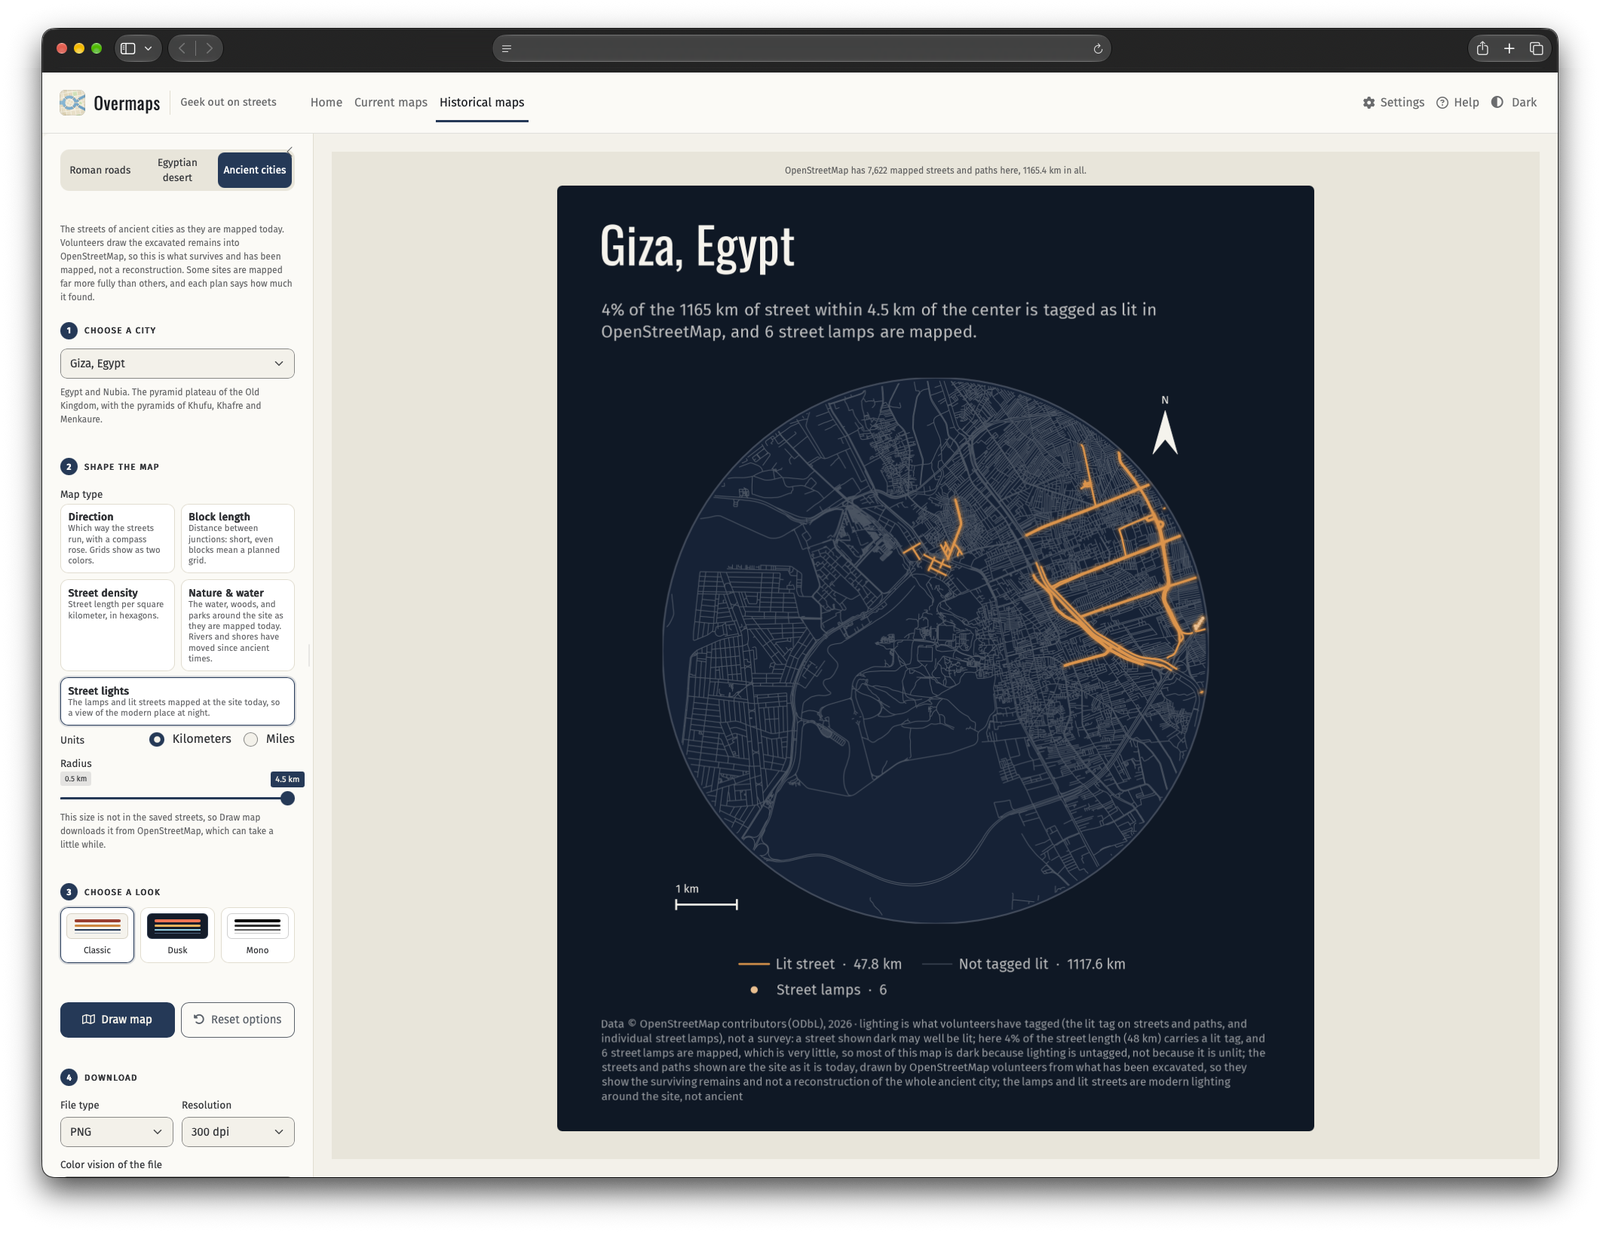 Overmaps
Geek out on streets
Home
Current maps
Historical maps
Settings
Help
Dark
Roman roads
Egyptian
desert
Ancient cities
The streets of ancient cities as they are mapped today.
Volunteers draw the excavated remains into
OpenStreetMap, so this is what survives and has been
mapped, not a reconstruction. Some sites are mapped
far more fully than others, and each plan says how much
it found.
1 CHOOSE A CITY
Giza, Egypt
Egypt and Nubia. The pyramid plateau of the Old
Kingdom, with the pyramids of Khufu, Khafre and
Menkaure.
2 SHAPE THE MAP
Map type
Direction
Which way the streets
run, with a compass
rose. Grids show as two
colors.
Block length
Distance between
junctions: short, even
blocks mean a planned
grid.
Street density
Street length per square
kilometer, in hexagons.
Nature & water
The water, woods, and
parks around the site as
they are mapped today.
Rivers and shores have
moved since ancient
times.
Street lights
The lamps and lit streets mapped at the site today, so
a view of the modern place at night.
Units
Kilometers
Miles
Radius
0.5 km
4.5 km
This size is not in the saved streets, so Draw map
downloads it from OpenStreetMap, which can take a
little while.
3 CHOOSE A LOOK
Classic
Dusk
Mono
Draw map
Reset options
4 DOWNLOAD
File type
Resolution
PNG
300 dpi
Color vision of the file
OpenStreetMap has 7,622 mapped streets and paths here, 1165.4 km in all.
Giza, Egypt
4% of the 1165 km of street within 4.5 km of the center is tagged as lit in
OpenStreetMap, and 6 street lamps are mapped.
N
1 km
Lit street · 47.8 km
Not tagged lit · 1117.6 km
Street lamps · 6
Data © OpenStreetMap contributors (ODbL), 2026 · lighting is what volunteers have tagged (the lit tag on streets and paths, and
individual street lamps), not a survey: a street shown dark may well be lit; here 4% of the street length (48 km) carries a lit tag, and
6 street lamps are mapped, which is very little, so most of this map is dark because lighting is untagged, not because it is unlit; the
streets and paths shown are the site as it is today, drawn by OpenStreetMap volunteers from what has been excavated, so they
show the surviving remains and not a reconstruction of the whole ancient city; the lamps and lit streets are modern lighting
around the site, not ancient